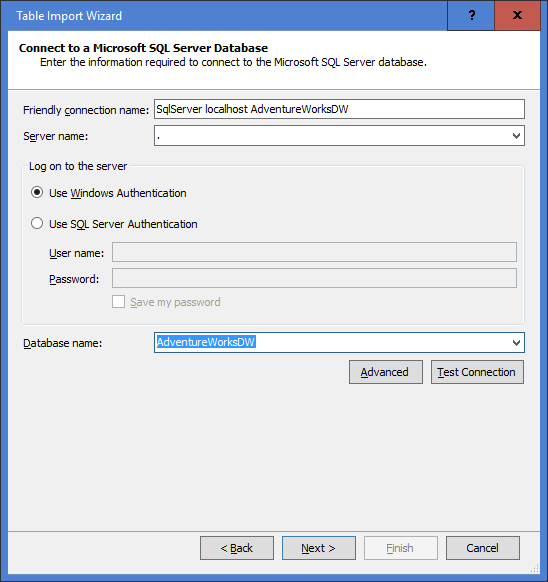 Table Import Wizard
?
x
Connect to a Microsoft SQL Server Database
Enter the information required to connect to the Microsoft SQL Server database.
Friendly connection name: SqlServer localhost AdventureWorksDW
Server name: .
Log on to the server
Use Windows Authentication
Use SQL Server Authentication
User name:
Password:
Save my password
Database name: AdventureWorksDW
Advanced Test Connection
< Back Next > Finish Cancel